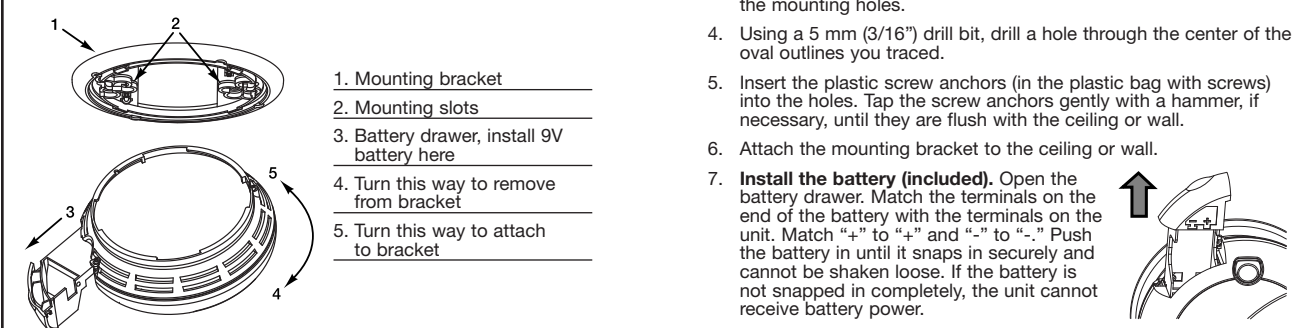 1
2
3
5
4
1. Mounting bracket
2. Mounting slots
3. Battery drawer, install 9V
battery here
4. Turn this way to remove
from bracket
5. Turn this way to attach
to bracket
the mounting holes.
4. Using a 5 mm (3/16”) drill bit, drill a hole through the center of the
oval outlines you traced.
5. Insert the plastic screw anchors (in the plastic bag with screws)
into the holes. Tap the screw anchors gently with a hammer, if
necessary, until they are flush with the ceiling or wall.
6. Attach the mounting bracket to the ceiling or wall.
7. Install the battery (included). Open the
battery drawer. Match the terminals on the
end of the battery with the terminals on the
unit. Match “+” to “+” and “-” to “-.” Push
the battery in until it snaps in securely and
cannot be shaken loose. If the battery is
not snapped in completely, the unit cannot
receive battery power.
- +